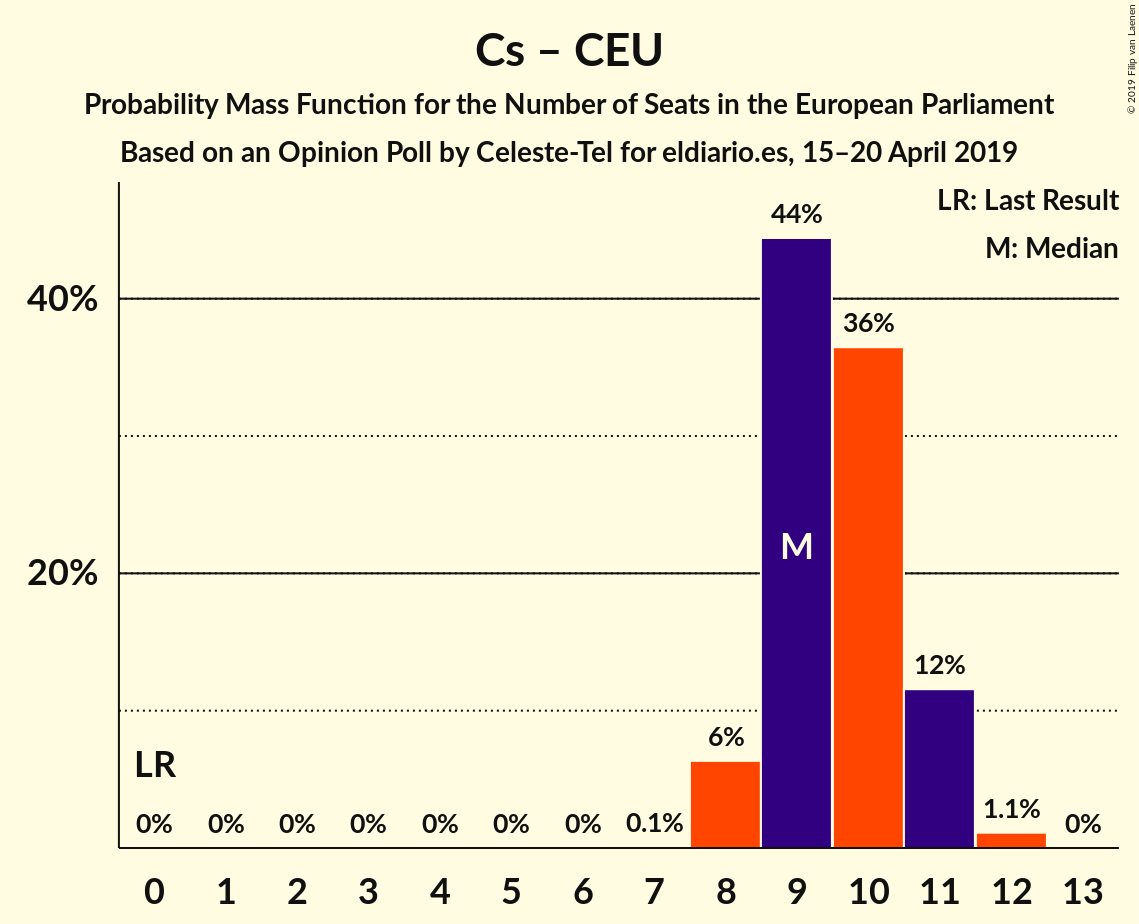 Cs – CEU
Probability Mass Function for the Number of Seats in the European Parliament
Based on an Opinion Poll by Celeste-Tel for eldiario.es, 15–20 April 2019
© 2019 Filip van Laenen
LR: Last Result
M: Median
44%
40%
36%
M
20%
12%
6%
LR
1.1%
0% 0% 0% 0% 0% 0% 0% 0.1% 0%
0 1 2 3 4 5 6 7 8 9 10 11 12 13